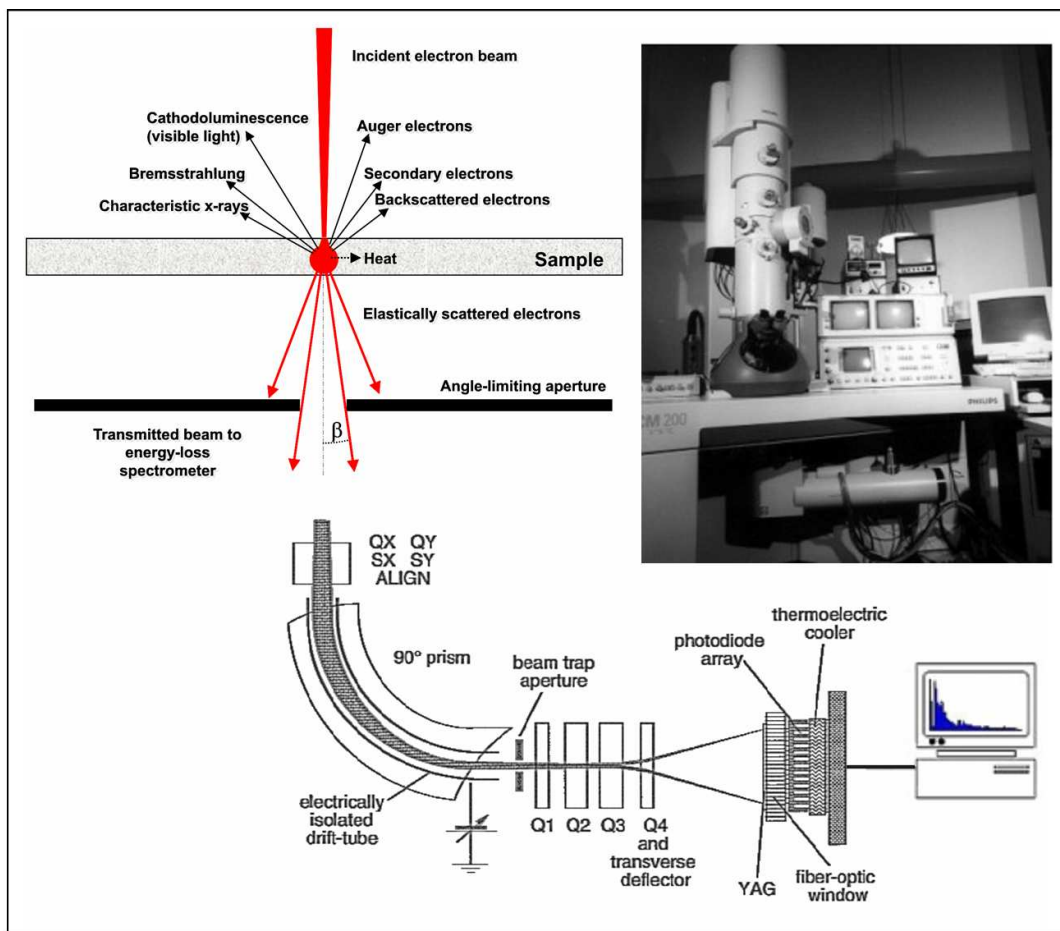 Incident electron beam
Cathodoluminescence
(visible light)
Auger electrons
Bremsstrahlung
Secondary electrons
Characteristic x-rays
Backscattered electrons
Heat
Sample
Elastically scattered electrons
Angle-limiting aperture
Transmitted beam to
energy-loss
spectrometer
β
PHILIPS
CM 200
QX QY
SX SY
ALIGN
90° prism
beam trap
aperture
photodiode
array
thermoelectric
cooler
electrically
isolated
drift-tube
Q1 Q2 Q3 Q4
and
transverse
deflector
YAG
fiber-optic
window